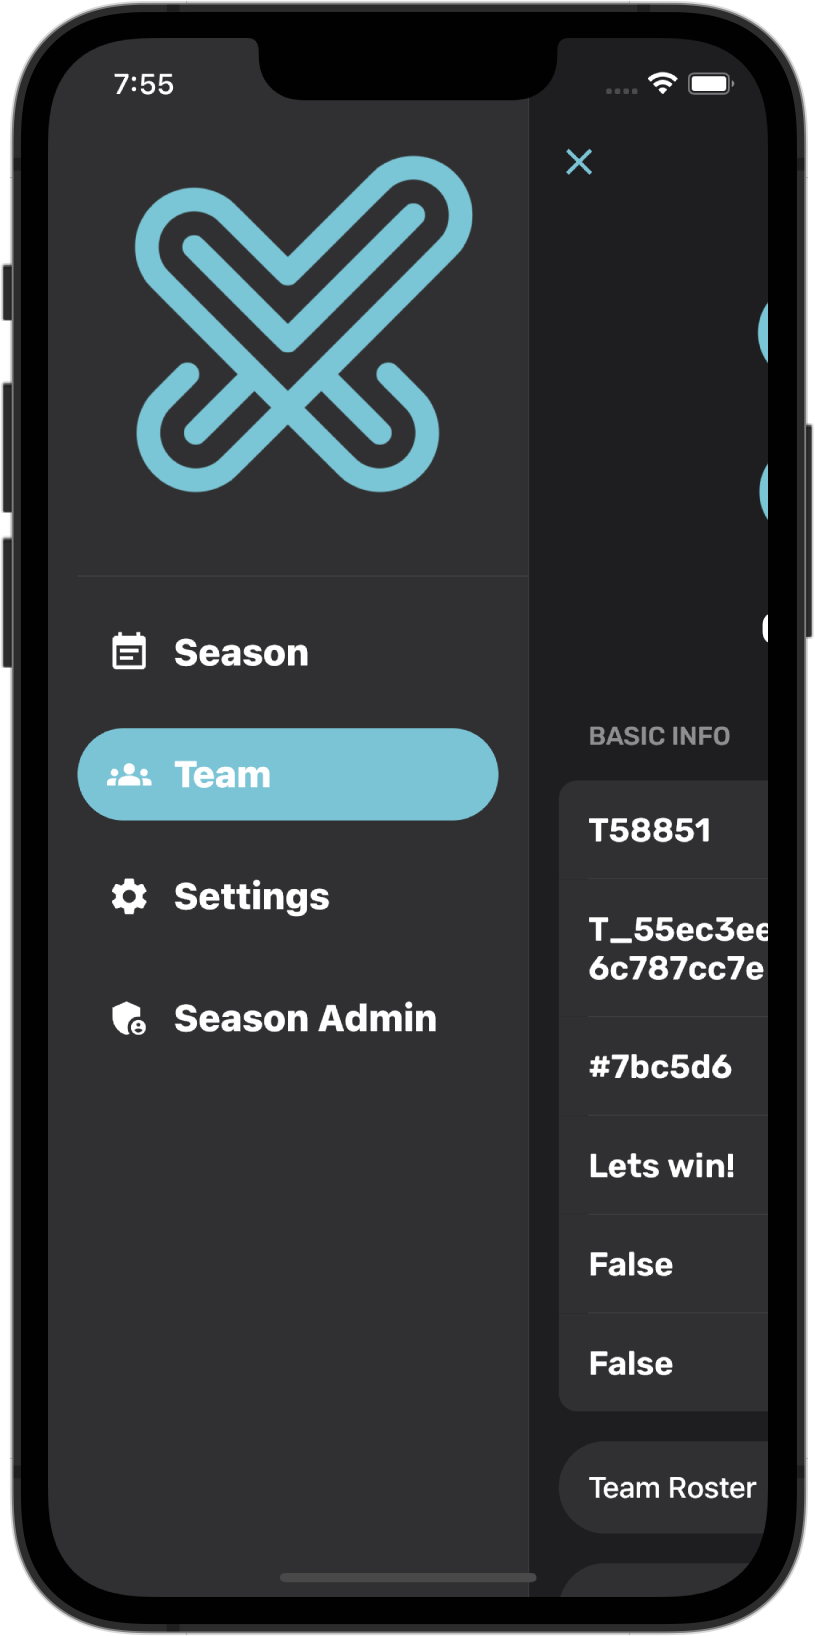 7:55
Season
Team
Settings
Season Admin
BASIC INFO
T58851
T_55ec3ee
6c787cc7e
#7bc5d6
Lets win!
False
False
Team Roster